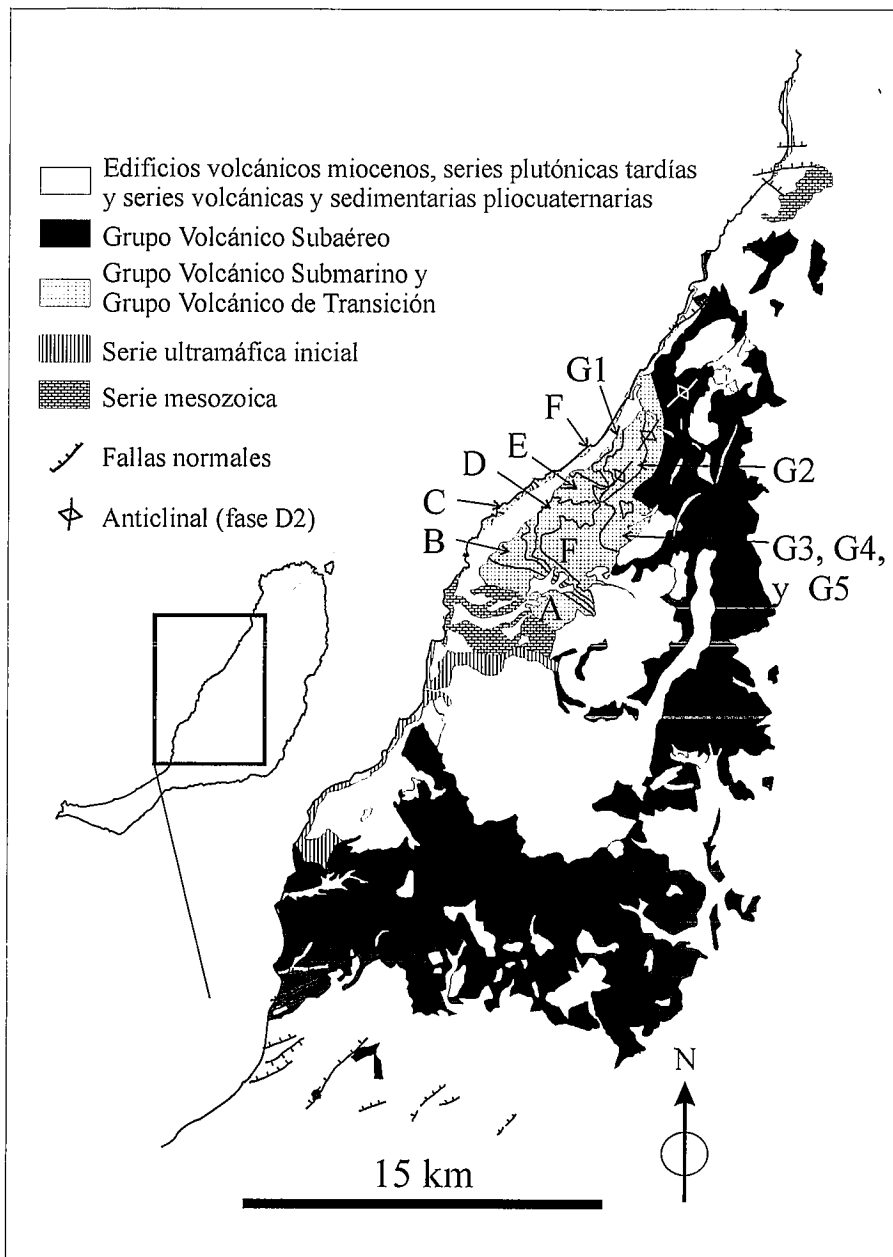 Edificios volcánicos miocenos, series plutónicas tardías
y series volcánicas y sedimentarias pliocuaternarias
Grupo Volcánico Subaéreo
Grupo Volcánico Submarino y
Grupo Volcánico de Transición
Serie ultramáfica inicial
Serie mesozoica
Fallas normales
Anticlinal (fase D2)
G1
F
E
D
C
B
F
A
G2
G3, G4,
y G5
N
15 km